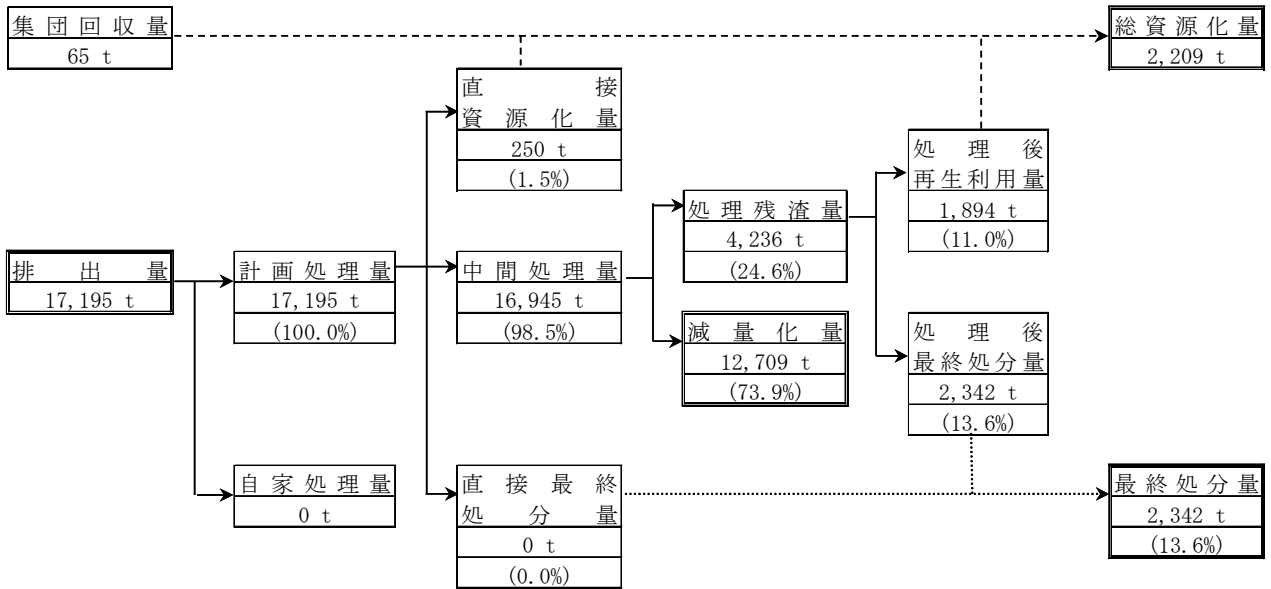 集団回収量
65 t
総資源化量
2,209 t
直接
資源化量
250 t
(1.5%)
処理後
再生利用量
1,894 t
(11.0%)
処理残渣量
4,236 t
(24.6%)
排出量
17,195 t
計画処理量
17,195 t
(100.0%)
中間処理量
16,945 t
(98.5%)
減量化量
12,709 t
(73.9%)
処理後
最終処分量
2,342 t
(13.6%)
自家処理量
0 t
直接最終
処分量
0 t
(0.0%)
最終処分量
2,342 t
(13.6%)